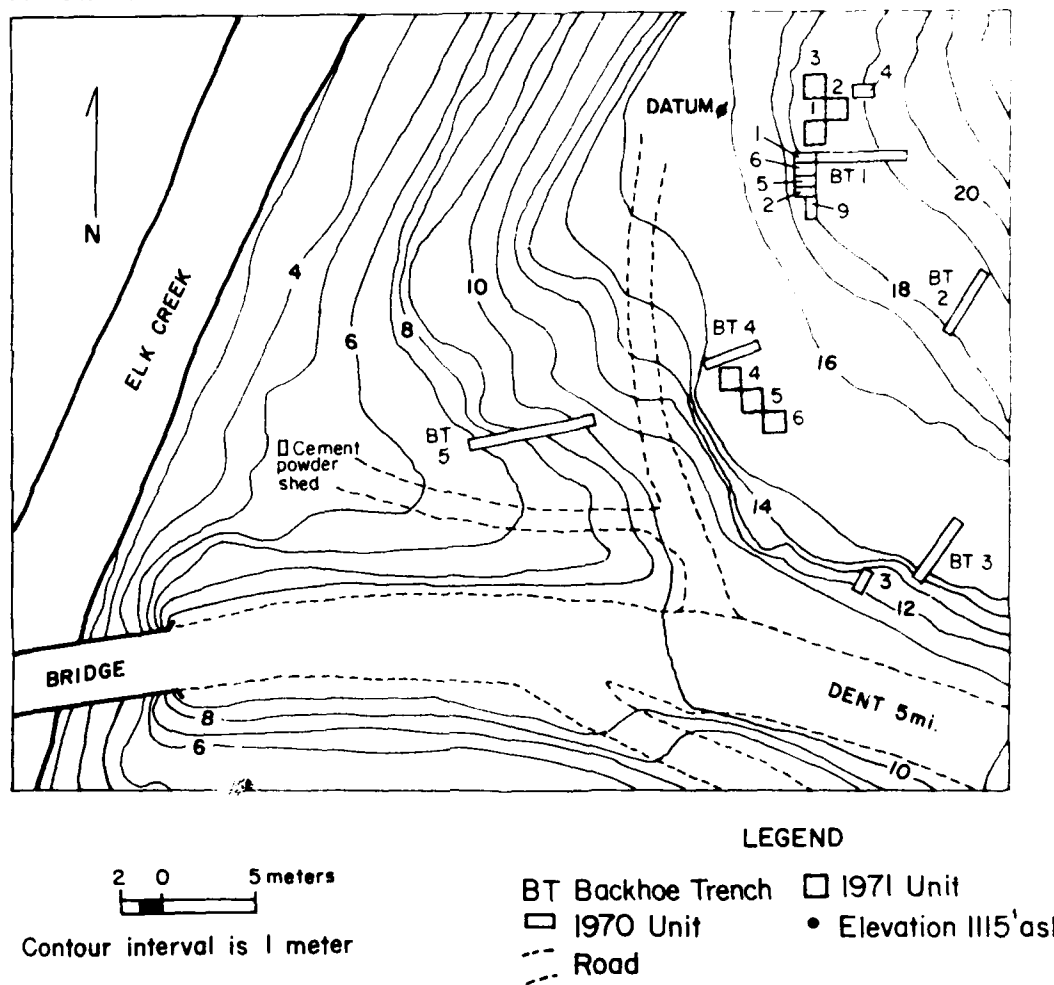 3
4
2
DATUM
1
1
6
BT 1
5
2
9
20
N
4
BT
2
18
10
ELK CREEK
8
BT 4
6
16
4
5
6
BT
5
Cement
powder
shed
14
BT 3
3
12
BRIDGE
DENT 5mi.
8
6
10
LEGEND
2 0 5 meters
Contour interval is 1 meter
BT Backhoe Trench
1971 Unit
1970 Unit
Elevation 1115'asl
Road